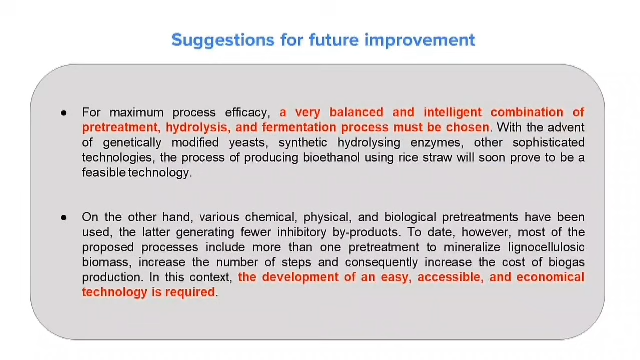 Suggestions for future improvement
● For maximum process efficacy, a very balanced and intelligent combination of
pretreatment, hydrolysis, and fermentation process must be chosen. With the advent
of genetically modified yeasts, synthetic hydrolysing enzymes, other sophisticated
technologies, the process of producing bioethanol using rice straw will soon prove to be a
feasible technology.
● On the other hand, various chemical, physical, and biological pretreatments have been
used, the latter generating fewer inhibitory by-products. To date, however, most of the
proposed processes include more than one pretreatment to mineralize lignocellulosic
biomass, increase the number of steps and consequently increase the cost of biogas
production. In this context, the development of an easy, accessible, and economical
technology is required.